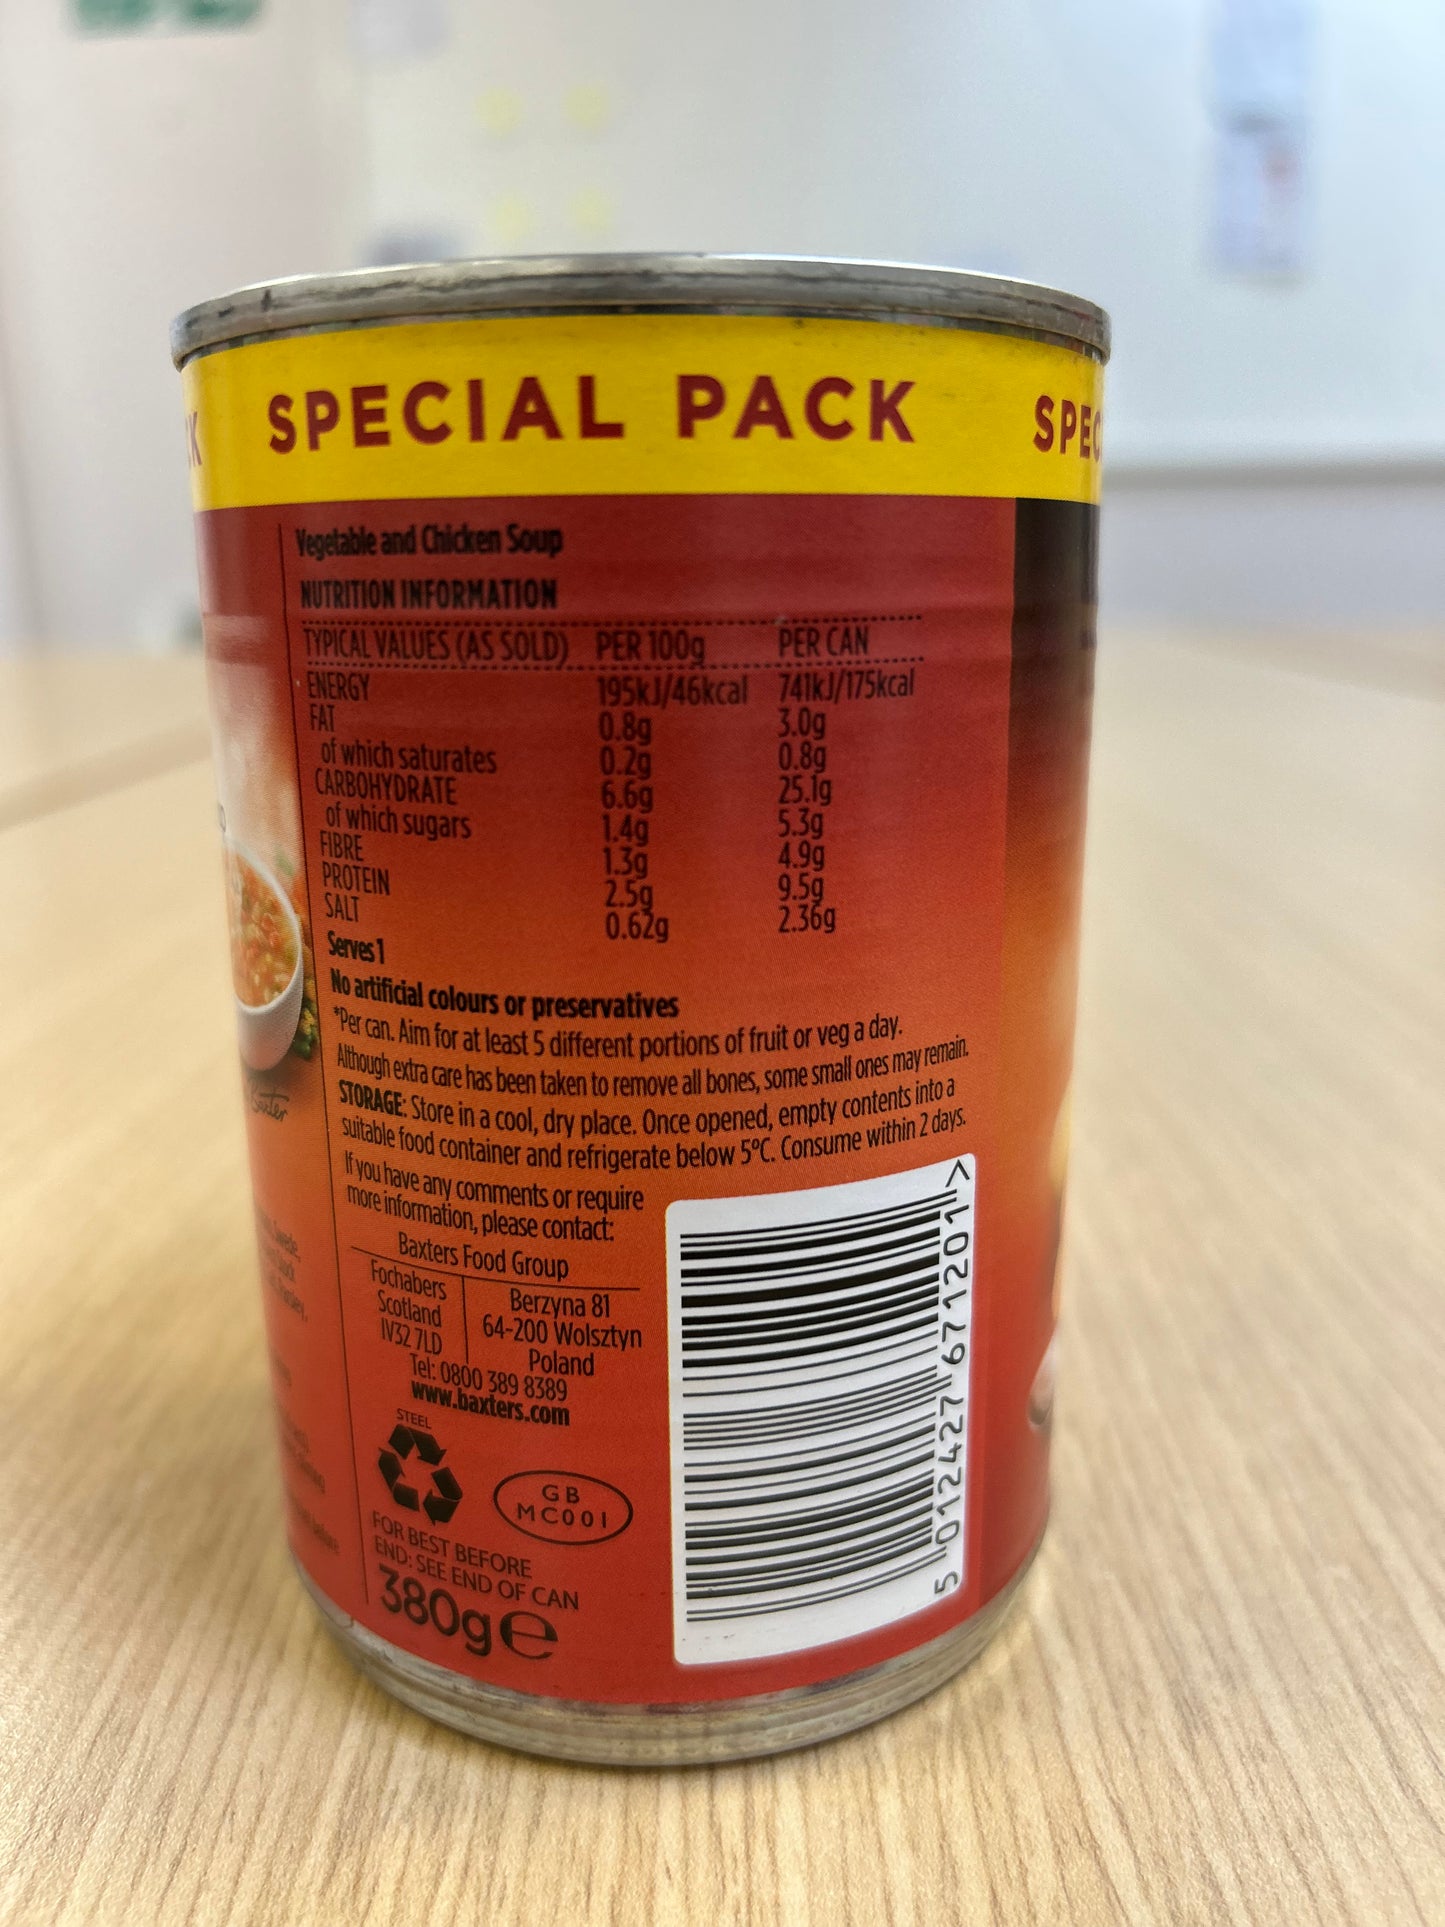 SPECIAL PACK
SPEC
Vegetable and Chicken Soup
NUTRITION INFORMATION
TYPICAL VALUES (AS SOLD) PER 100g PER CAN
ENERGY 195kJ/46kcal 741kJ/175kcal
FAT 0.8g 3.0g
of which saturates 0.2g 0.8g
CARBOHYDRATE 6.6g 25.1g
of which sugars 1.4g 5.3g
FIBRE 1.3g 4.9g
PROTEIN 2.5g 9.5g
SALT 0.62g 2.36g
Serves 1
No artificial colours or preservatives
*Per can. Aim for at least 5 different portions of fruit or veg a day.
Although extra care has been taken to remove all bones, some small ones may remain.
STORAGE: Store in a cool, dry place. Once opened, empty contents into a
suitable food container and refrigerate below 5°C. Consume within 2 days.
If you have any comments or require
more information, please contact:
Baxters Food Group
Fochabers
Scotland
IV32 7LD
Berzyna 81
64-200 Wolsztyn
Poland
Tel: 0800 389 8389
www.baxters.com
STEEL
GB
MC001
FOR BEST BEFORE
END: SEE END OF CAN
380g e
5 012427 671201 >
Baxter